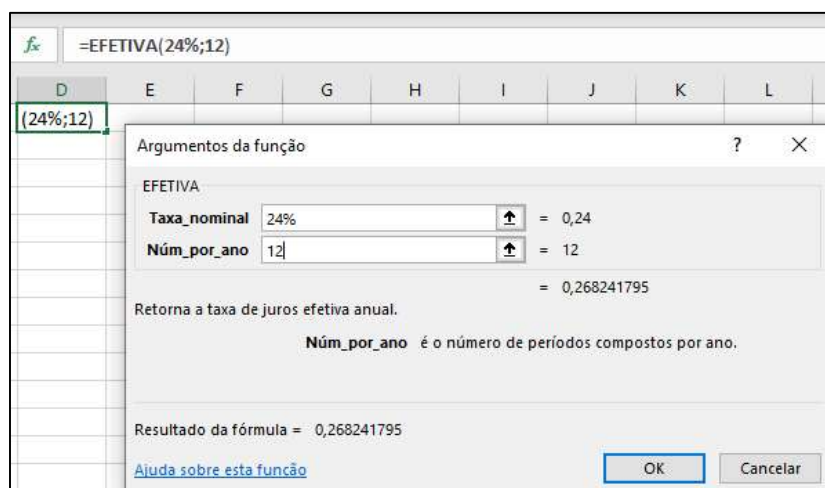 fx =EFETIVA(24%;12)
D E F G H I J K L
(24%;12)
Argumentos da função ? ×
EFETIVA
Taxa_nominal 24% = 0,24
Núm_por_ano 12 = 12
= 0,268241795
Retorna a taxa de juros efetiva anual.
Núm_por_ano é o número de períodos compostos por ano.
Resultado da fórmula = 0,268241795
Ajuda sobre esta função OK Cancelar